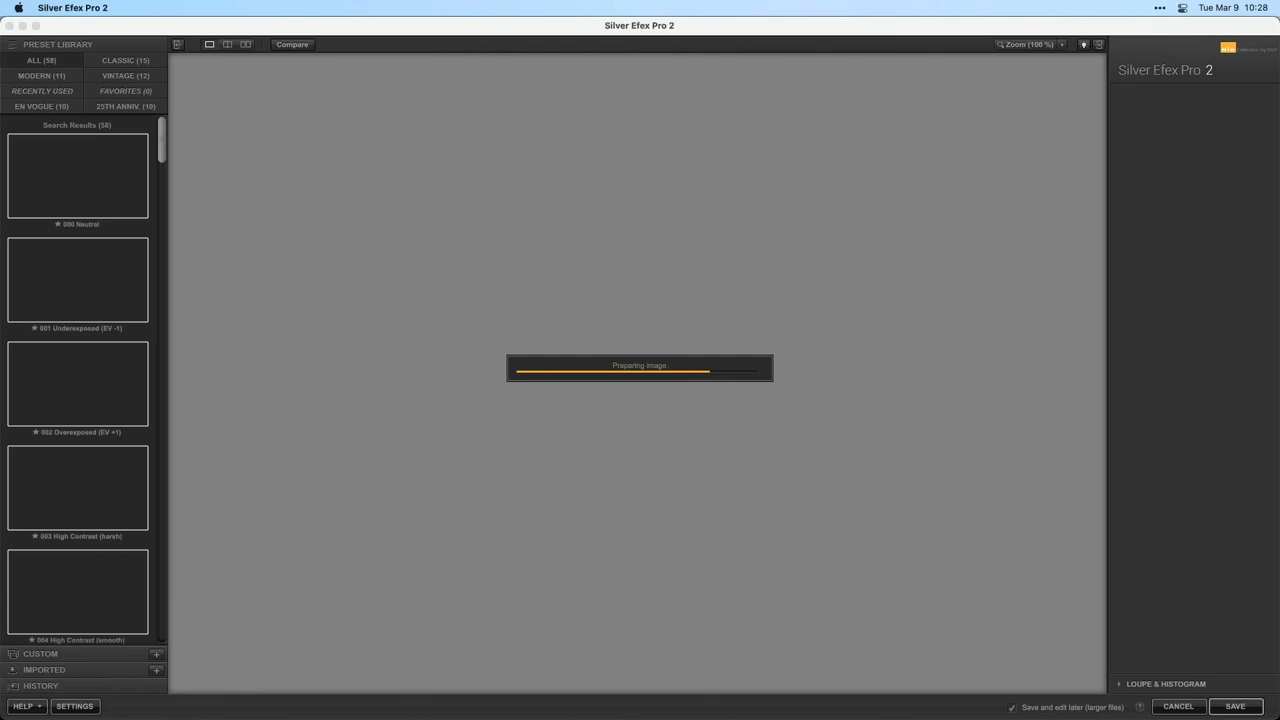 Silver Efex Pro 2
••• Tue Mar 9 10:28
Silver Efex Pro 2
PRESET LIBRARY
Compare
Zoom (100 %)
ALL (58)
CLASSIC (15)
MODERN (11)
VINTAGE (12)
RECENTLY USED
FAVORITES (0)
EN VOGUE (10)
25TH ANNIV. (10)
Search Results (58)
★ 000 Neutral
★ 001 Underexposed (EV -1)
★ 002 Overexposed (EV +1)
★ 003 High Contrast (harsh)
★ 004 High Contrast (smooth)
Preparing image.
Silver Efex Pro 2
CUSTOM
IMPORTED
HISTORY
LOUPE & HISTOGRAM
HELP
SETTINGS
Save and edit later (larger files)
CANCEL
SAVE